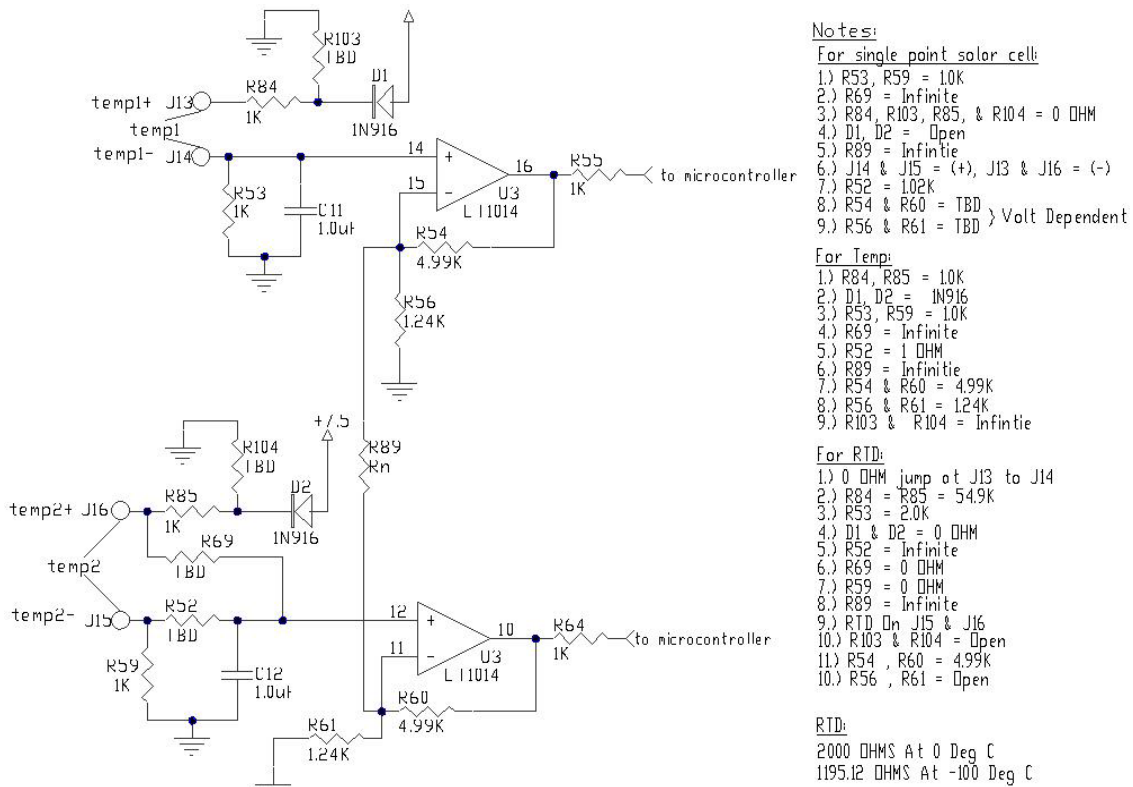 R103
TBD
D1
R84
temp1+ J13
1K
1N916
temp1
temp1- J14
14
+
16
R55
1K
to microcontroller
15
-
U3
LT1014
R53
1K
C11
1.0uf
R54
4.99K
R56
1.24K
+7.5
R104
TBD
R89
Rn
D2
R85
temp2+ J16
1K
1N916
R69
TBD
temp2
R52
temp2- J15
TBD
12
+
10
R64
1K
to microcontroller
11
-
U3
LT1014
R59
1K
C12
1.0uf
R60
4.99K
R61
1.24K
Notes:
For single point solar cell:
1.) R53, R59 = 1.0K
2.) R69 = Infinite
3.) R84, R103, R85, & R104 = 0 OHM
4.) D1, D2 = Open
5.) R89 = Infintie
6.) J14 & J15 = (+), J13 & J16 = (-)
7.) R52 = 1.02K
8.) R54 & R60 = TBD
9.) R56 & R61 = TBD } Volt Dependent
For Temp:
1.) R84, R85 = 1.0K
2.) D1, D2 = 1N916
3.) R53, R59 = 1.0K
4.) R69 = Infinite
5.) R52 = 1 OHM
6.) R89 = Infinitie
7.) R54 & R60 = 4.99K
8.) R56 & R61 = 1.24K
9.) R103 & R104 = Infintie
For RTD:
1.) 0 OHM jump at J13 to J14
2.) R84 = R85 = 54.9K
3.) R53 = 2.0K
4.) D1 & D2 = 0 OHM
5.) R52 = Infinite
6.) R69 = 0 OHM
7.) R59 = 0 OHM
8.) R89 = Infinite
9.) RTD On J15 & J16
10.) R103 & R104 = Open
11.) R54 , R60 = 4.99K
10.) R56 , R61 = Open
RTD:
2000 OHMS At 0 Deg C
1195.12 OHMS At -100 Deg C